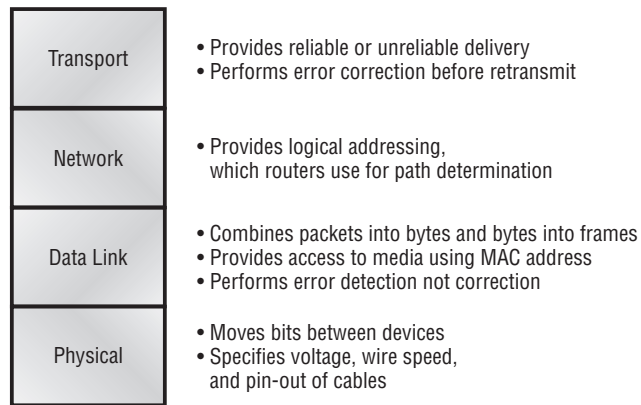 Transport
• Provides reliable or unreliable delivery
• Performs error correction before retransmit
Network
• Provides logical addressing,
which routers use for path determination
Data Link
• Combines packets into bytes and bytes into frames
• Provides access to media using MAC address
• Performs error detection not correction
Physical
• Moves bits between devices
• Specifies voltage, wire speed,
and pin-out of cables